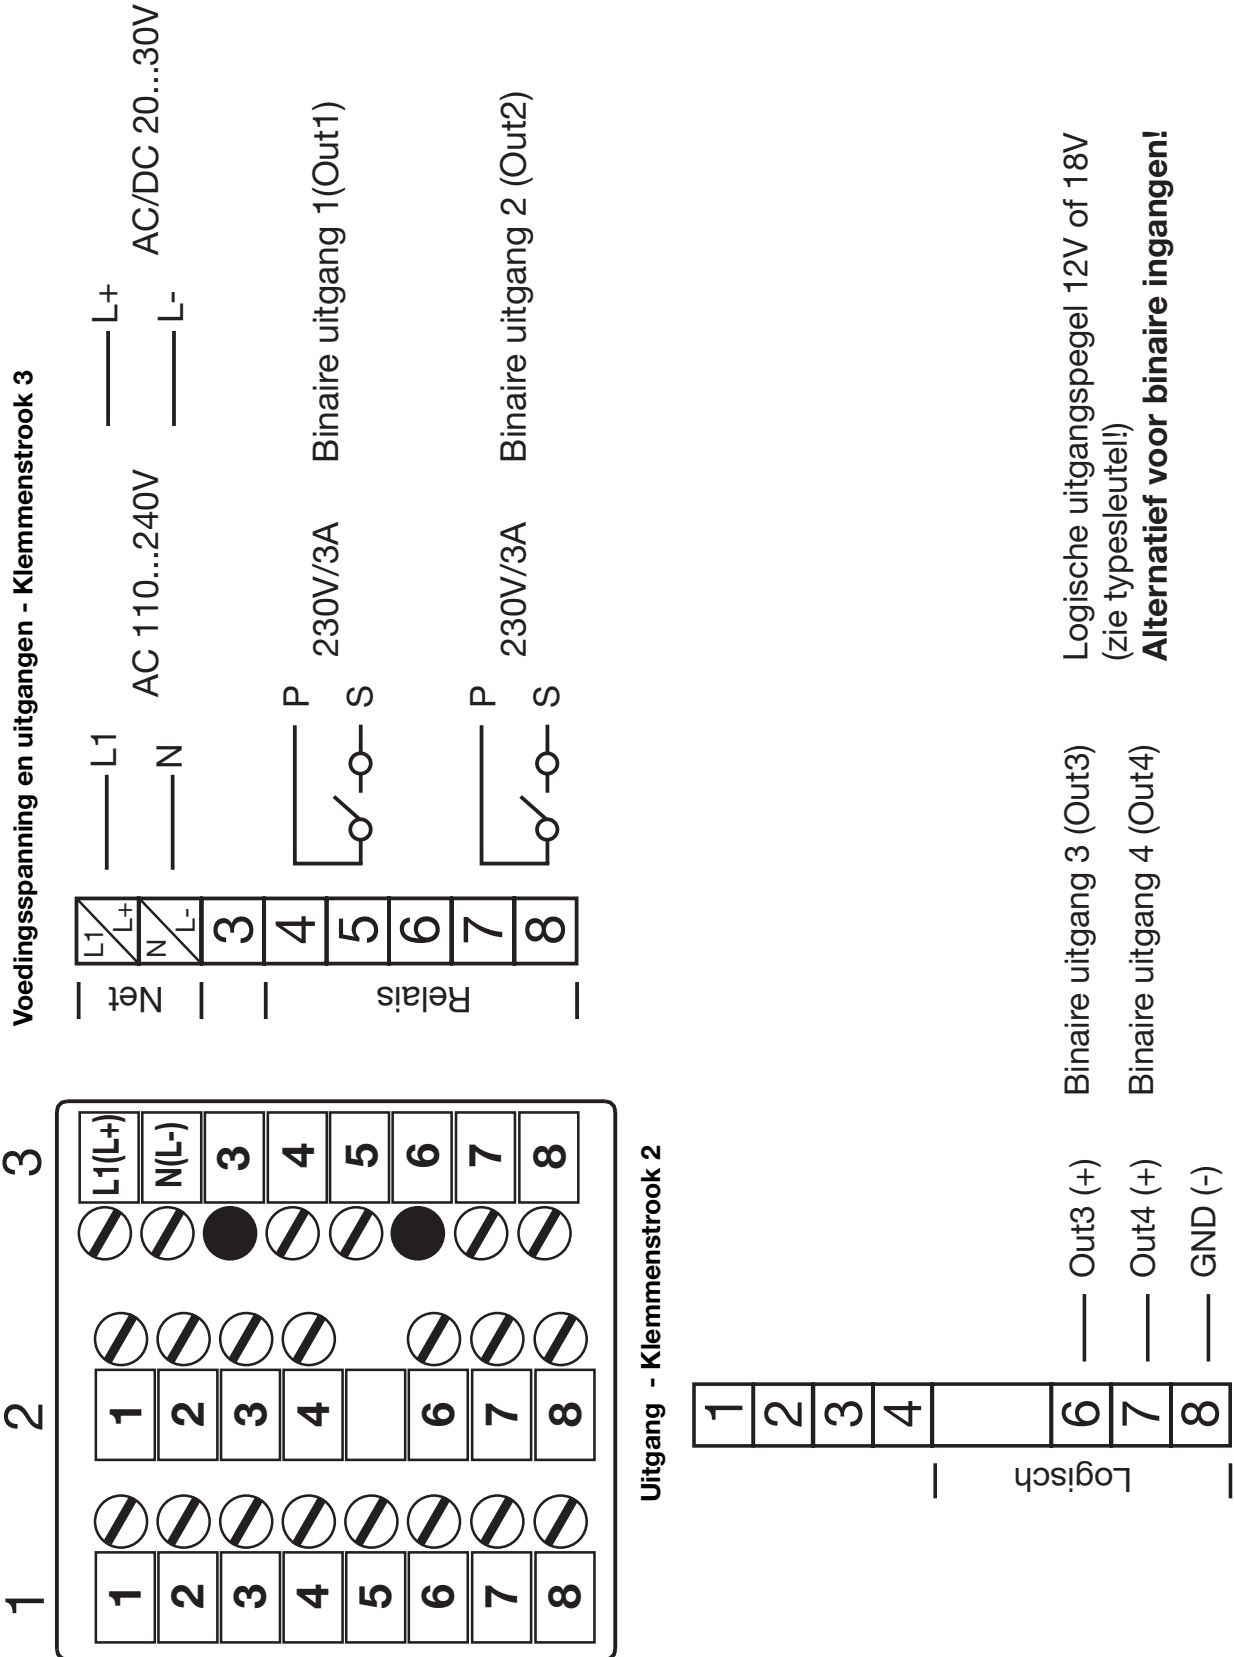 Voedingsspanning en uitgangen - Klemmenstrook 3
1 2 3
1
2
3
4
5
6
7
8
1
2
3
4
6
7
8
L1(L+)
N(L-)
3
4
5
6
7
8
Net
Relais
L1
L+
N
L-
3
4
5
6
7
8
L1
N
AC 110...240V
L+
L-
AC/DC 20...30V
P
S
230V/3A
Binaire uitgang 1(Out1)
P
S
230V/3A
Binaire uitgang 2 (Out2)
Uitgang - Klemmenstrook 2
Logisch
1
2
3
4
6
7
8
Out3 (+)
Out4 (+)
GND (-)
Binaire uitgang 3 (Out3)
Binaire uitgang 4 (Out4)
Logische uitgangspegel 12V of 18V
(zie typesleutel!)
Alternatief voor binaire ingangen!